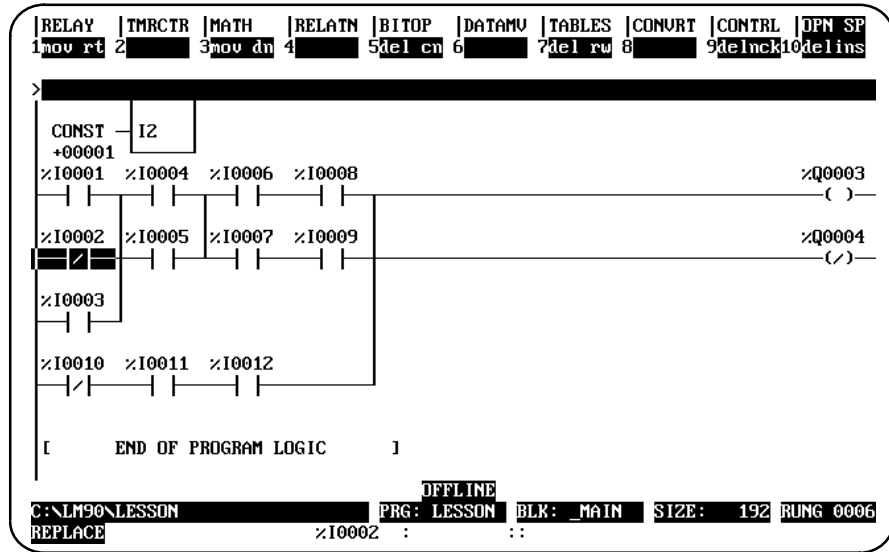 |RELAY |TMRCTR |MATH |RELATN |BITOP |DATAMV |TABLES |CONVRT |CONTRL |OPN SP
1mov rt 2 3mov dn 4 5del cn 6 7del rw 8 9delnck10delins
>
CONST I2
+00001
%I0001 %I0004 %I0006 %I0008 %Q0003
( )
%I0002 %I0005 %I0007 %I0009 %Q0004
/ (/)
%I0003
%I0010 %I0011 %I0012
/
[ END OF PROGRAM LOGIC ]
OFFLINE
C:\LM90\LESSON PRG: LESSON BLK: _MAIN SIZE: 192 RUNG 0006
REPLACE %I0002 : ::